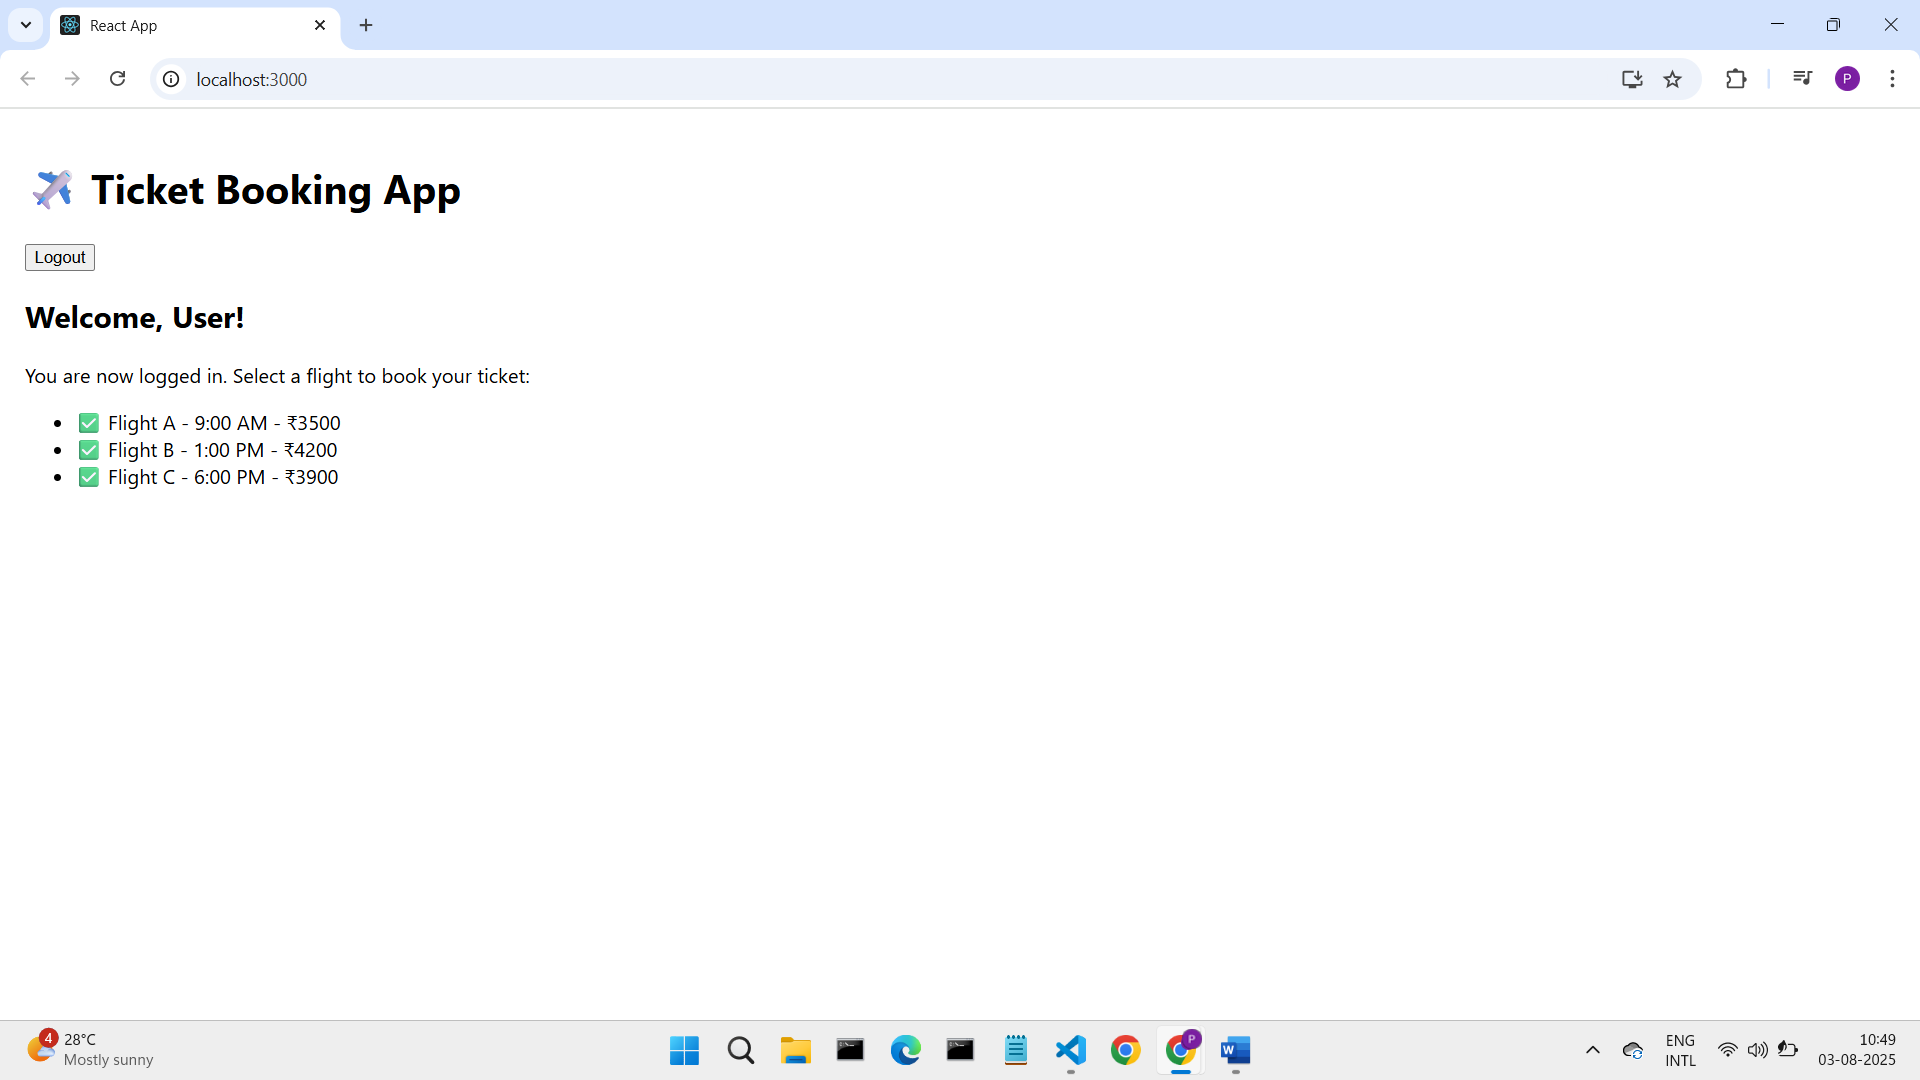 React App
localhost:3000
P
Ticket Booking App
Logout
Welcome, User!
You are now logged in. Select a flight to book your ticket:
• ✅ Flight A - 9:00 AM - ₹3500
• ✅ Flight B - 1:00 PM - ₹4200
• ✅ Flight C - 6:00 PM - ₹3900
4
28°C
Mostly sunny
P
W
ENG
INTL
10:49
03-08-2025